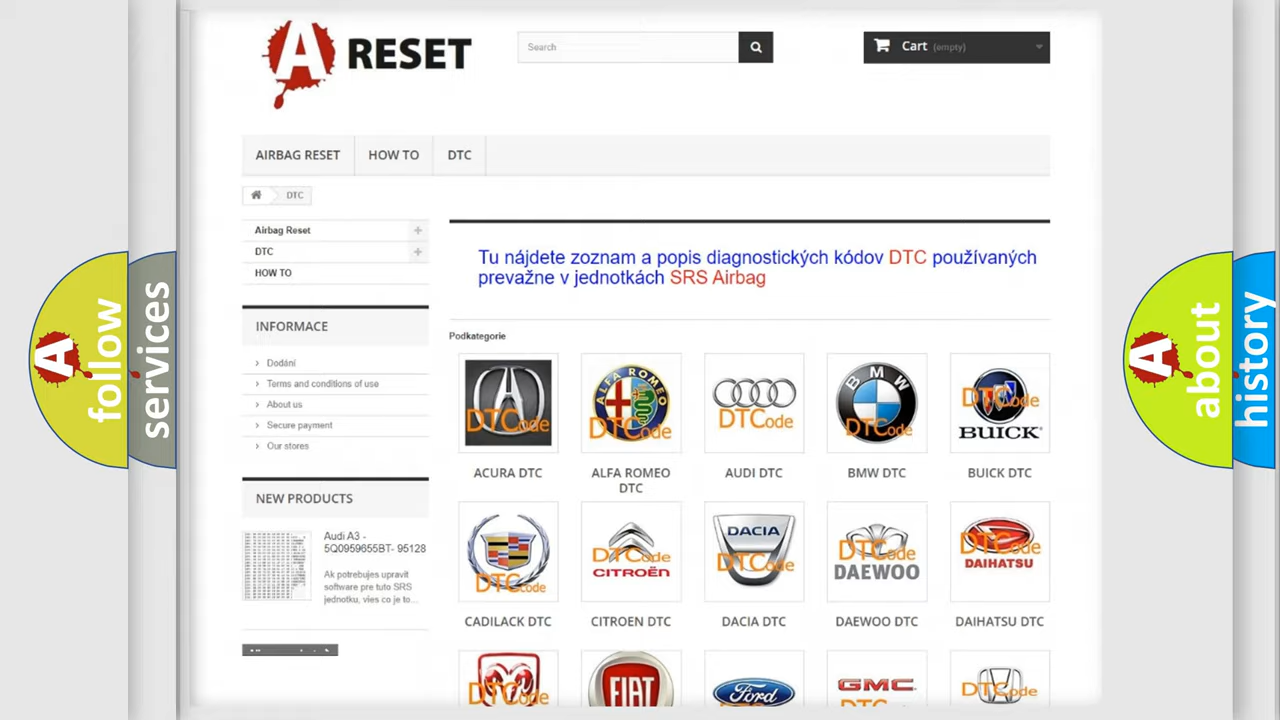 A RESET
Search
Cart (empty)
AIRBAG RESET
HOW TO
DTC
DTC
Airbag Reset
DTC
HOW TO
INFORMACE
Dodání
Terms and conditions of use
About us
Secure payment
Our stores
NEW PRODUCTS
Audi A3 -
5Q0959655BT- 95128
Ak potrebujes upravit
software pre tuto SRS
jednotku, vies co je to...
Tu nájdete zoznam a popis diagnostických kódov DTC používaných
prevažne v jednotkách SRS Airbag
Podkategorie
DTCode
ALFA ROMEO
DTCode
DTCode
BMW
DTCode
DTCode
BUICK
ACURA DTC
ALFA ROMEO
DTC
AUDI DTC
BMW DTC
BUICK DTC
DTCode
DTCode
CITROËN
DACIA
DTCode
DTCode
DAEWOO
DTCode
DAIHATSU
CADILACK DTC
CITROEN DTC
DACIA DTC
DAEWOO DTC
DAIHATSU DTC
DTCode
FIAT
Ford
GMC
DTCode
A follow
services
A about
history